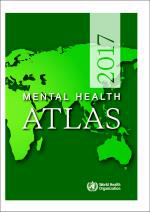 2017
MENTAL HEALTH
ATLAS
World Health
Organization